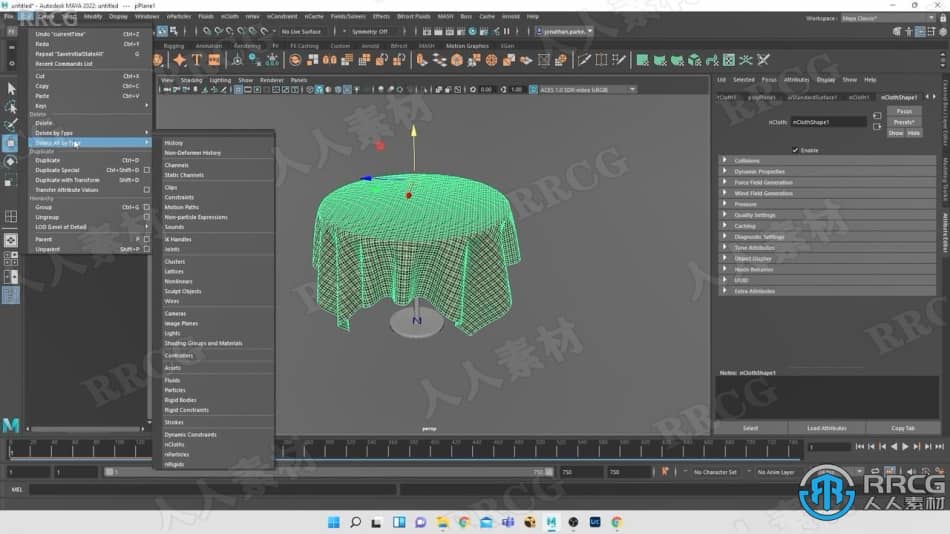 untitled* - Autodesk MAYA 2022: untitled --- pPlane1
File Edit Create Select Modify Display Windows nParticles Fluids nCloth nHair nConstraint nCache Fields/Solvers Effects Bifrost Fluids MASH Boss Cache Arnold Help
Workspace: Maya Classic*
No Live Surface
Symmetry: Off
jonathan.parke..
Rigging Animation Rendering FX FX Caching Custom Arnold Bifrost MASH Motion Graphics XGen
View Shading Lighting Show Renderer Panels
0.00 1.00 ACES 1.0 SDR-video (sRGB)
Undo "currentTime" Ctrl+Z
Redo Ctrl+Y
Repeat "SaveInitialStateAll" G
Recent Commands List
Cut Ctrl+X
Copy Ctrl+C
Paste Ctrl+V
Keys
Delete
Delete
Delete by Type
Delete All by Type
Duplicate
Duplicate Ctrl+D
Duplicate Special Ctrl+Shift+D
Duplicate with Transform Shift+D
Transfer Attribute Values
Hierarchy
Group Ctrl+G
Ungroup
LOD (Level of Detail)
Parent P
Unparent Shift+P
History
Non-Deformer History
Channels
Static Channels
Clips
Constraints
Motion Paths
Non-particle Expressions
Sounds
IK Handles
Joints
Clusters
Lattices
Nonlinears
Sculpt Objects
Wires
Cameras
Image Planes
Lights
Shading Groups and Materials
Controllers
Assets
Fluids
Particles
Rigid Bodies
Rigid Constraints
Strokes
Dynamic Constraints
nCloths
nParticles
nRigids
persp
List Selected Focus Attributes Display Show Help
nCloth1 polyPlane1 aiStandardSurface1 nCloth1 nClothShape1
nCloth: nClothShape1
Focus
Presets*
Show Hide
Enable
Collisions
Dynamic Properties
Force Field Generation
Wind Field Generation
Pressure
Quality Settings
Caching
Diagnostic Settings
Time Attributes
Object Display
Node Behavior
UUID
Extra Attributes
Notes: nClothShape1
Select Load Attributes Copy Tab
Attribute Editor
1 1 1 750 750 750
No Character Set No Anim Layer
MEL
RRCG
人人素材